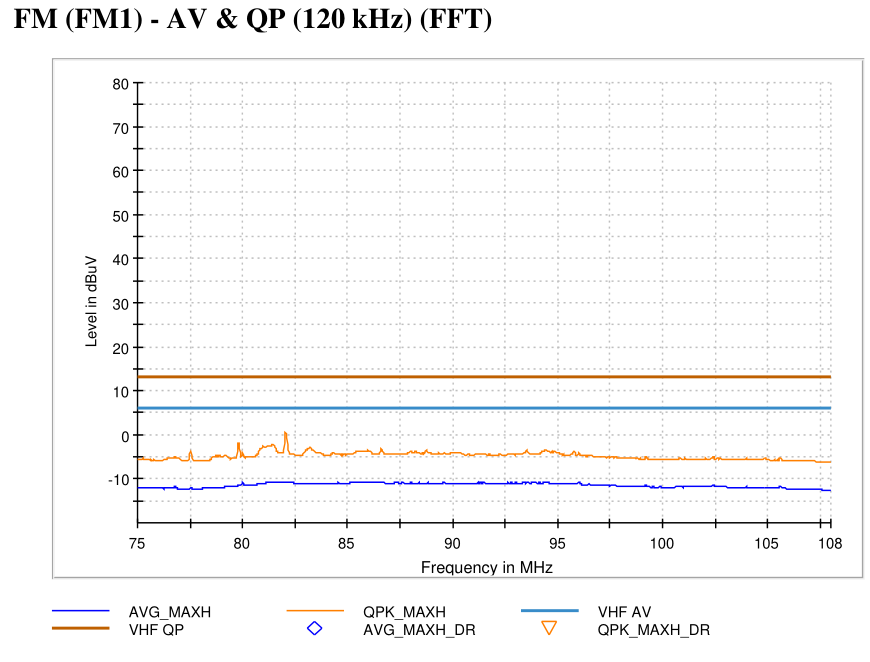 FM (FM1) - AV & QP (120 kHz) (FFT)
80
70
60
50
40
30
20
10
0
-10
Level in dBuV
75 80 85 90 95 100 105 108
Frequency in MHz
AVG_MAXH QPK_MAXH VHF AV
VHF QP AVG_MAXH_DR QPK_MAXH_DR